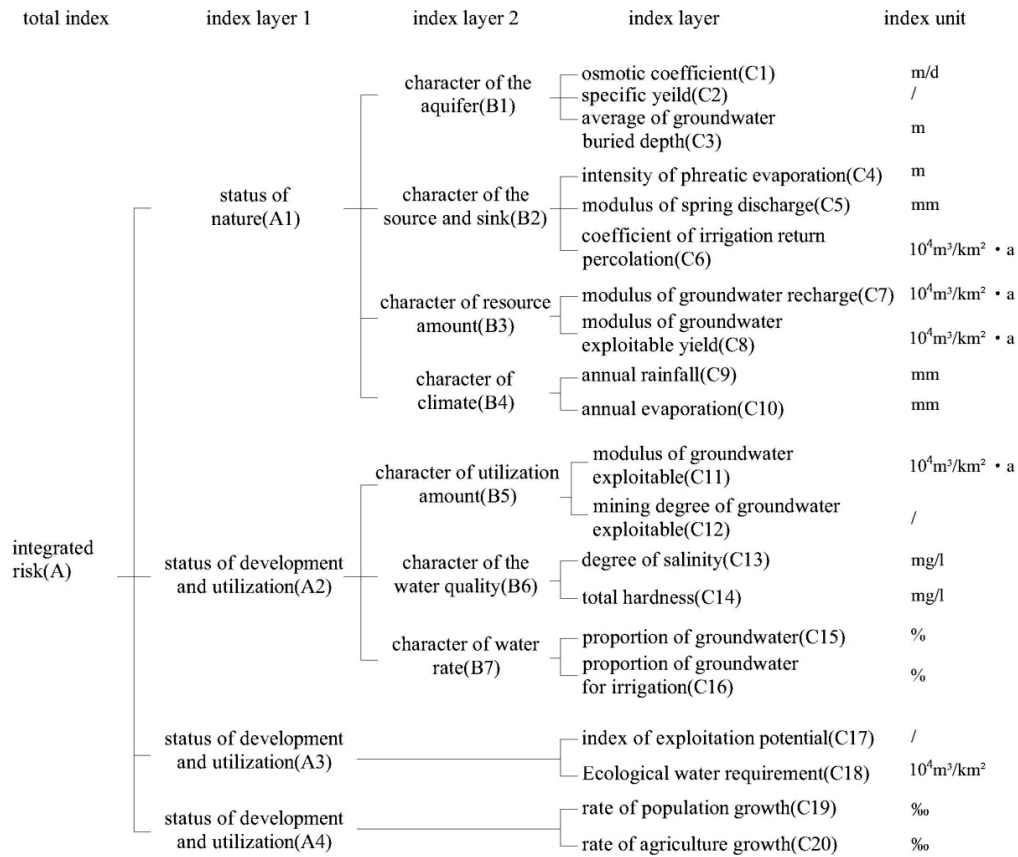 total index
index layer 1
index layer 2
index layer
index unit
integrated
risk(A)
status of
nature(A1)
character of the
aquifer(B1)
osmotic coefficient(C1)
m/d
specific yeild(C2)
/
average of groundwater
buried depth(C3)
m
character of the
source and sink(B2)
intensity of phreatic evaporation(C4)
m
modulus of spring discharge(C5)
mm
coefficient of irrigation return
percolation(C6)
10⁴m³/km² • a
character of resource
amount(B3)
modulus of groundwater recharge(C7)
10⁴m³/km² • a
modulus of groundwater
exploitable yield(C8)
10⁴m³/km² • a
character of
climate(B4)
annual rainfall(C9)
mm
annual evaporation(C10)
mm
status of development
and utilization(A2)
character of utilization
amount(B5)
modulus of groundwater
exploitable(C11)
10⁴m³/km² • a
mining degree of groundwater
exploitable(C12)
/
character of the
water quality(B6)
degree of salinity(C13)
mg/l
total hardness(C14)
mg/l
character of water
rate(B7)
proportion of groundwater(C15)
%
proportion of groundwater
for irrigation(C16)
%
status of development
and utilization(A3)
index of exploitation potential(C17)
/
Ecological water requirement(C18)
10⁴m³/km²
status of development
and utilization(A4)
rate of population growth(C19)
‰
rate of agriculture growth(C20)
‰